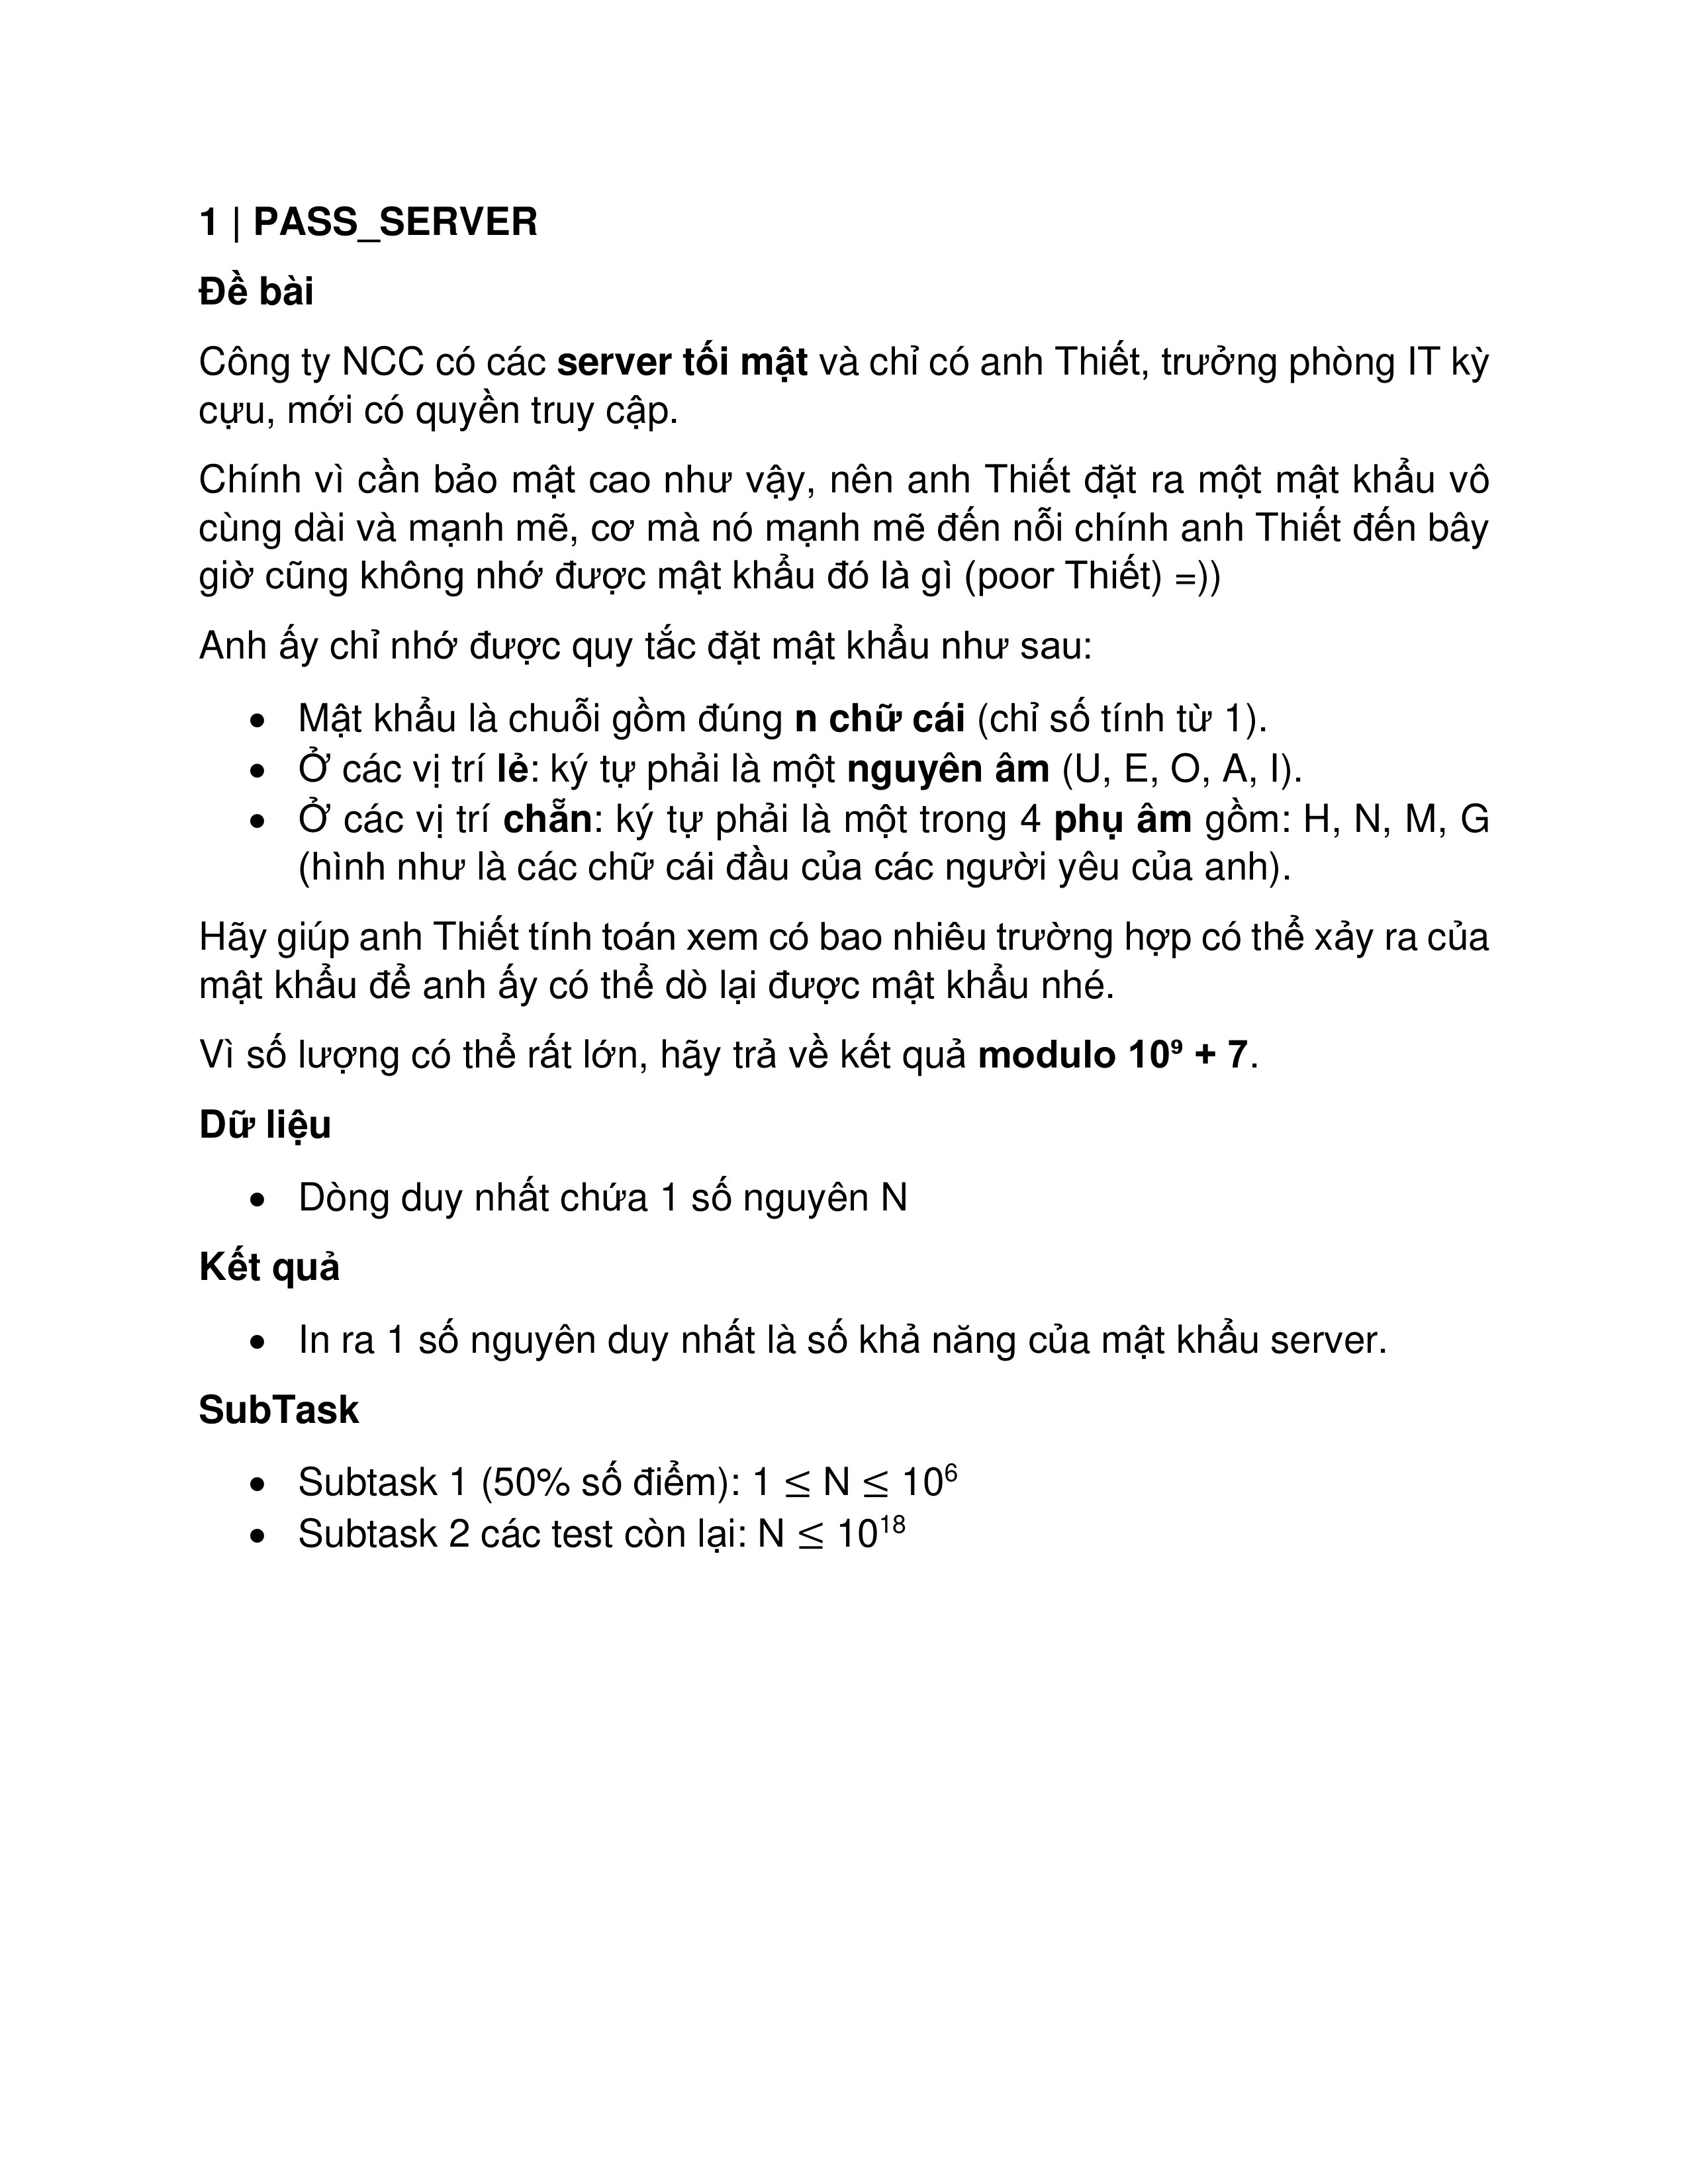 1 | PASS_SERVER
Đề bài
Công ty NCC có các server tối mật và chỉ có anh Thiết, trưởng phòng IT kỳ
cựu, mới có quyền truy cập.
Chính vì cần bảo mật cao như vậy, nên anh Thiết đặt ra một mật khẩu vô
cùng dài và mạnh mẽ, cơ mà nó mạnh mẽ đến nỗi chính anh Thiết đến bây
giờ cũng không nhớ được mật khẩu đó là gì (poor Thiết) =))
Anh ấy chỉ nhớ được quy tắc đặt mật khẩu như sau:
• Mật khẩu là chuỗi gồm đúng n chữ cái (chỉ số tính từ 1).
• Ở các vị trí lẻ: ký tự phải là một nguyên âm (U, E, O, A, I).
• Ở các vị trí chẵn: ký tự phải là một trong 4 phụ âm gồm: H, N, M, G
(hình như là các chữ cái đầu của các người yêu của anh).
Hãy giúp anh Thiết tính toán xem có bao nhiêu trường hợp có thể xảy ra của
mật khẩu để anh ấy có thể dò lại được mật khẩu nhé.
Vì số lượng có thể rất lớn, hãy trả về kết quả modulo 10⁹ + 7.
Dữ liệu
• Dòng duy nhất chứa 1 số nguyên N
Kết quả
• In ra 1 số nguyên duy nhất là số khả năng của mật khẩu server.
SubTask
• Subtask 1 (50% số điểm): 1 ≤ N ≤ 10⁶
• Subtask 2 các test còn lại: N ≤ 10¹⁸